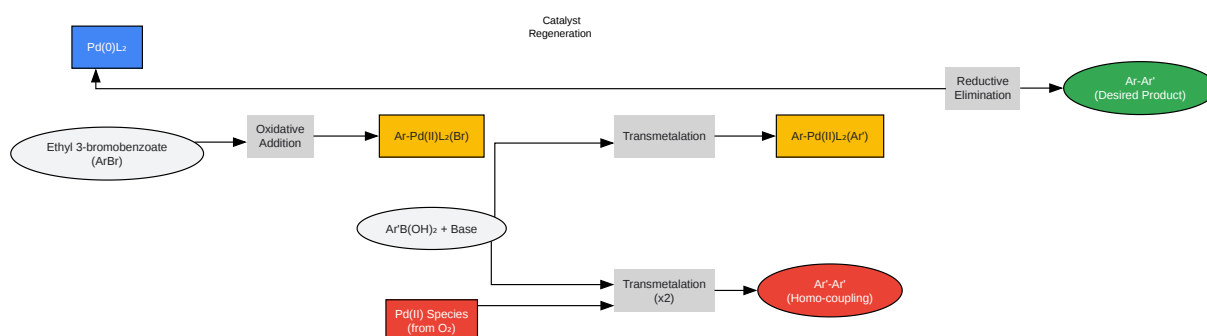 Catalyst
Regeneration
Pd(0)L₂
Reductive
Elimination
Ar-Ar'
(Desired Product)
Ethyl 3-bromobenzoate
(ArBr)
Oxidative
Addition
Ar-Pd(II)L₂(Br)
Transmetalation
Ar-Pd(II)L₂(Ar')
Ar'B(OH)₂ + Base
Transmetalation
(x2)
Ar'-Ar'
(Homo-coupling)
Pd(II) Species
(from O₂)